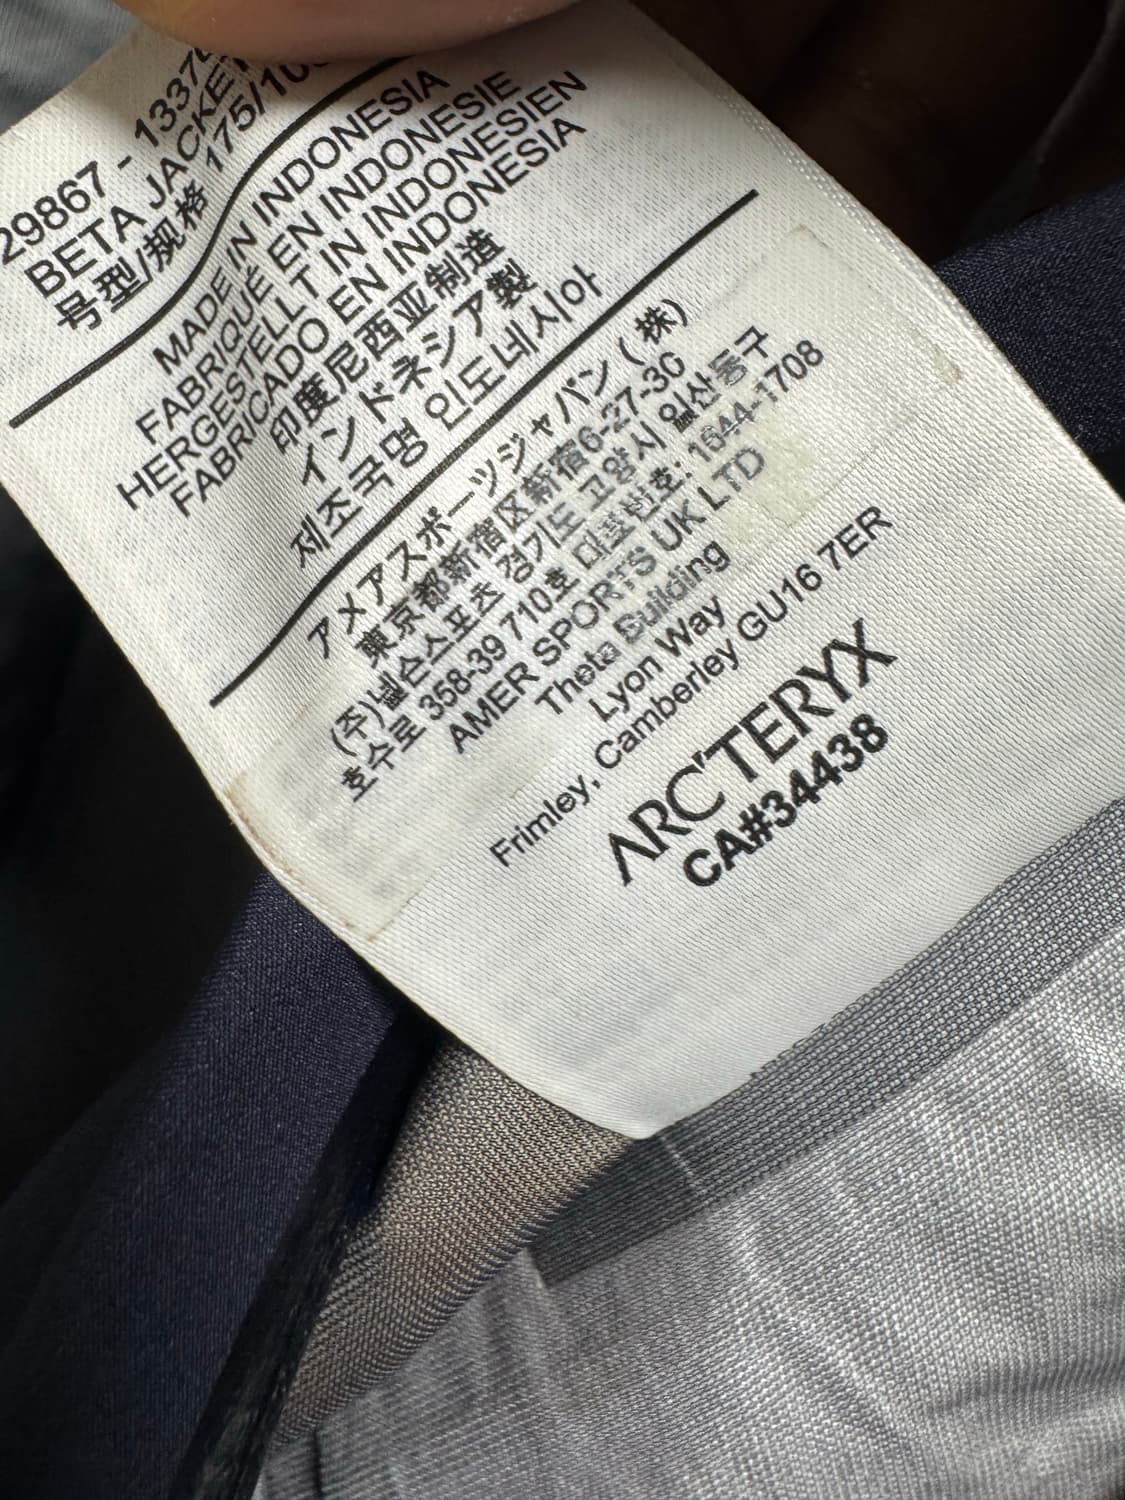 29867 - 1337
BETA JACKET
号型/规格 175/10
MADE IN INDONESIA
FABRIQUÉ EN INDONESIE
HERGESTELLT IN INDONESIEN
FABRICADO EN INDONESIA
印度尼西亚制造
インドネシア製
제조국명 인도네시아
アメアスポーツジャパン (株)
東京都新宿区新宿6-27-30
(주)넬슨스포츠 경기도 고양시 일산동구
호수로 358-39 710호 대표번호: 1644-1708
AMER SPORTS UK LTD
Theta Building
Lyon Way
Frimley, Camberley GU16 7ER
ARC'TERYX
CA#34438